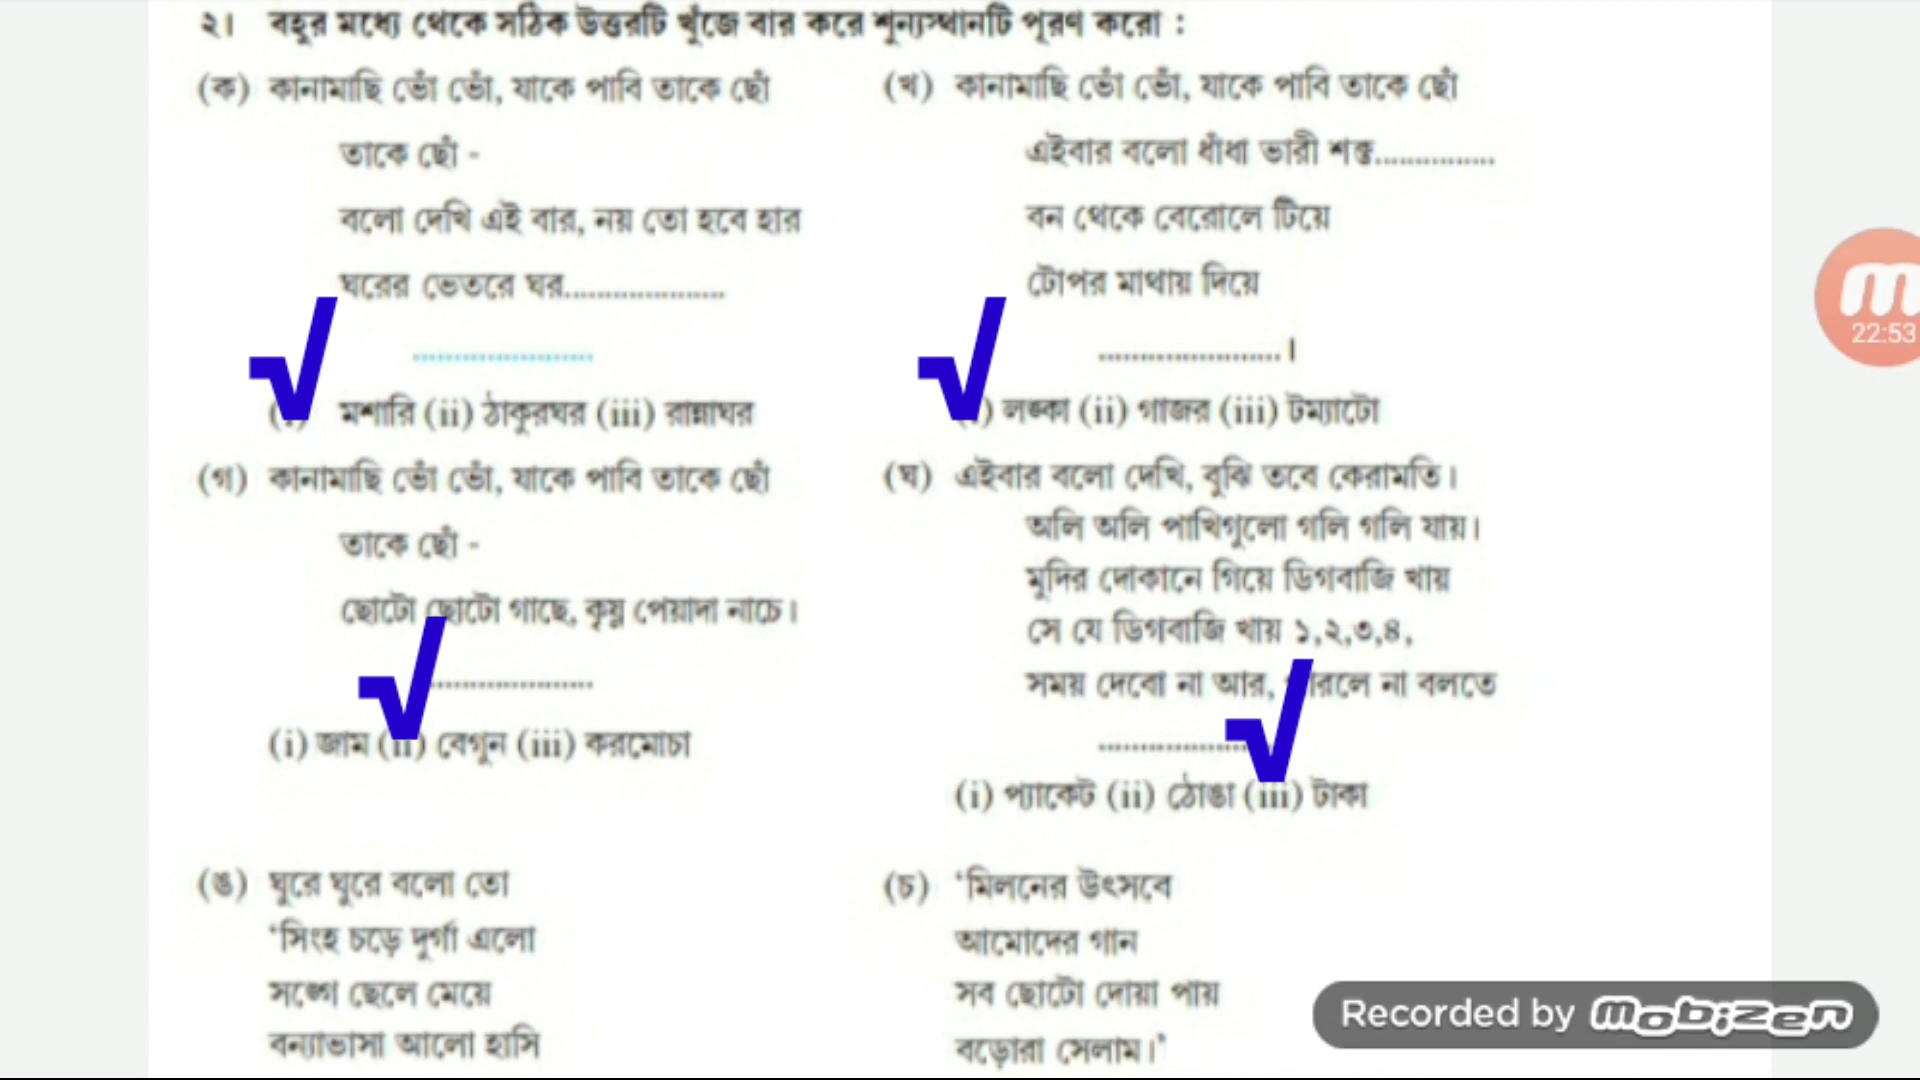 ২। বহুর মধ্যে থেকে সঠিক উত্তরটি খুঁজে বার করে শূন্যস্থানটি পূরণ করো :
(ক) কানামাছি ভোঁ ভোঁ, যাকে পাবি তাকে ছোঁ
তাকে ছোঁ -
বলো দেখি এই বার, নয় তো হবে হার
ঘরের ভেতরে ঘর....................
......................
মশারি (ii) ঠাকুরঘর (iii) রান্নাঘর
(খ) কানামাছি ভোঁ ভোঁ, যাকে পাবি তাকে ছোঁ
এইবার বলো ধাঁধা ভারী শক্ত...............
বন থেকে বেরোলে টিয়ে
টোপর মাথায় দিয়ে
.......................।
) লঙ্কা (ii) গাজর (iii) টম্যাটো
(গ) কানামাছি ভোঁ ভোঁ, যাকে পাবি তাকে ছোঁ
তাকে ছোঁ -
ছোটো ছোটো গাছে, কৃষ্ণ পেয়াদা নাচে।
....................
(i) জাম (ii) বেগুন (iii) করমোচা
(ঘ) এইবার বলো দেখি, বুঝি তবে কেরামতি।
অলি অলি পাখিগুলো গলি গলি যায়।
মুদির দোকানে গিয়ে ডিগবাজি খায়
সে যে ডিগবাজি খায় ১,২,৩,৪,
সময় দেবো না আর, না বলতে
...................
(i) প্যাকেট (ii) ঠোঙা (iii) টাকা
(ঙ) ঘুরে ঘুরে বলো তো
‘সিংহ চড়ে দুর্গা এলো
সঙ্গে ছেলে মেয়ে
বন্যাভাসা আলো হাসি
(চ) ‘মিলনের উৎসবে
আমোদের গান
সব ছোটো দোয়া পায়
বড়োরা সেলাম।’
22:53
Recorded by mobizen